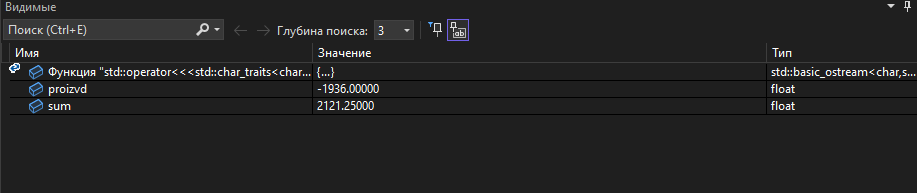 Видимые
Поиск (Ctrl+E) Глубина поиска: 3
Имя Значение Тип
Функция "std::operator<<<std::char_traits<char... {...} std::basic_ostream<char,s...
proizvd -1936.00000 float
sum 2121.25000 float